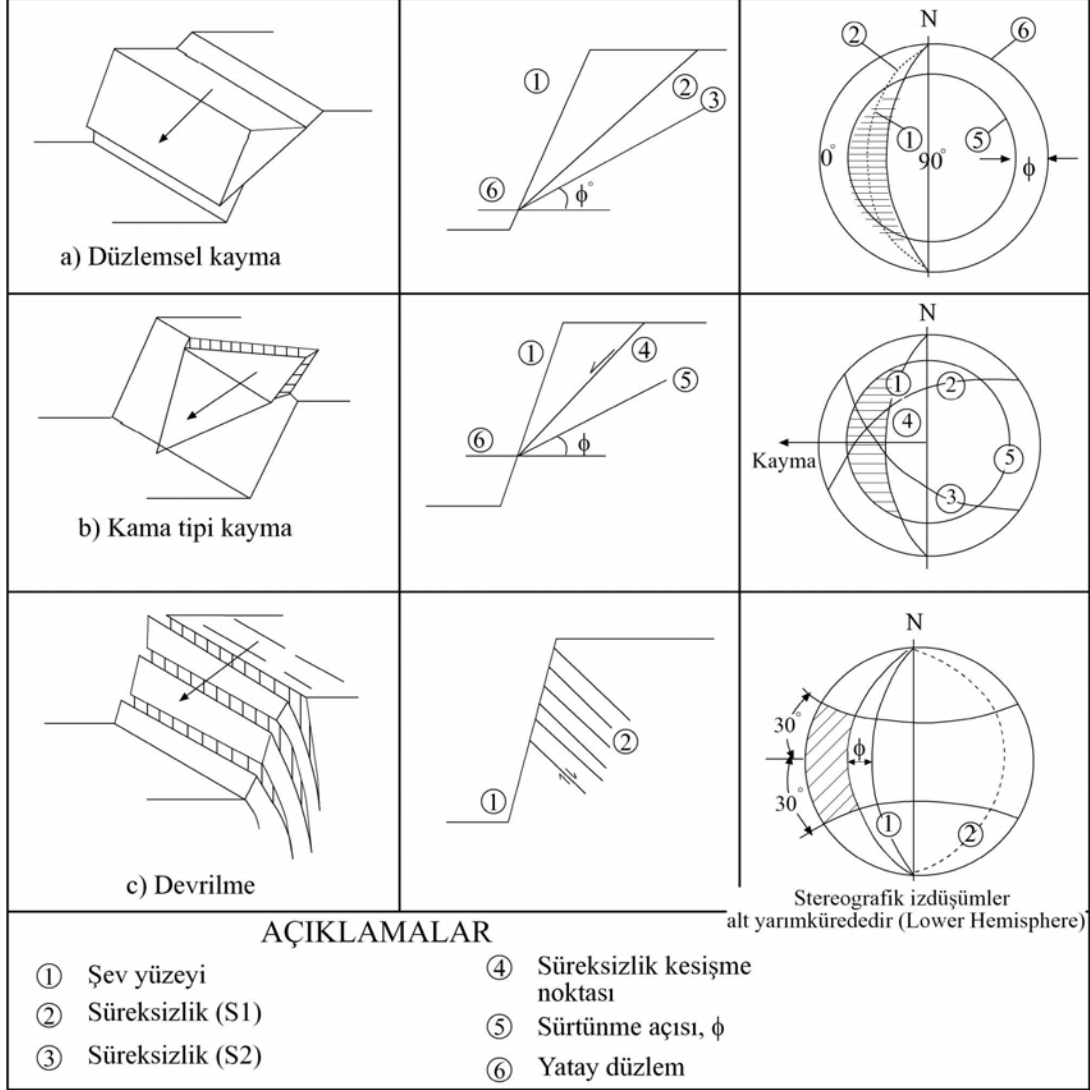 ①
②
③
⑥
ϕ°
a) Düzlemsel kayma
N
②
⑥
①
⑤
0°
90°
ϕ
①
④
⑤
⑥
ϕ
b) Kama tipi kayma
N
①
②
④
⑤
③
Kayma
②
①
c) Devrilme
N
30°
30°
ϕ
①
②
Stereografik izdüşümler
alt yarımkürededir (Lower Hemisphere)
AÇIKLAMALAR
① Şev yüzeyi
② Süreksizlik (S1)
③ Süreksizlik (S2)
④ Süreksizlik kesişme
noktası
⑤ Sürtünme açısı, ϕ
⑥ Yatay düzlem